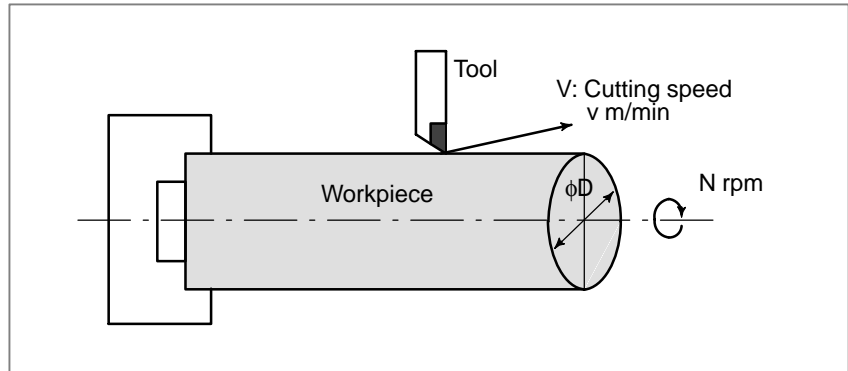 Tool
V: Cutting speed
v m/min
Workpiece
ϕD
N rpm